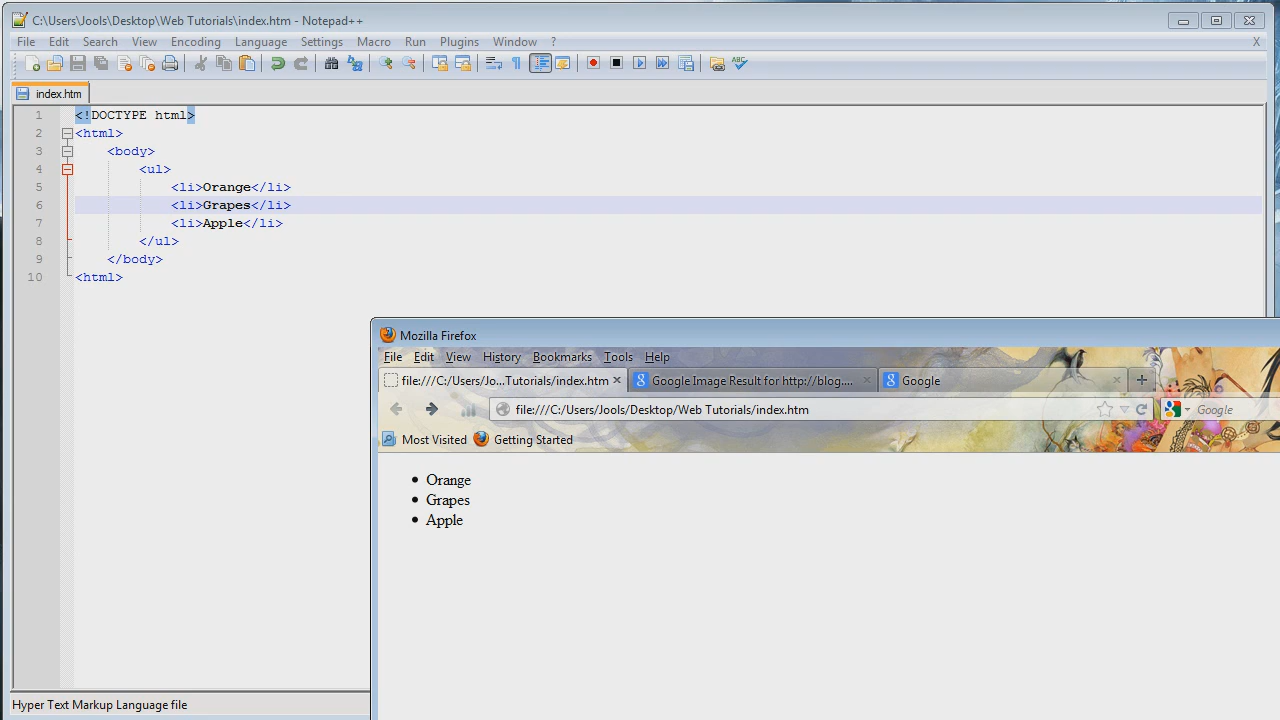 C:\Users\Jools\Desktop\Web Tutorials\index.htm - Notepad++
File Edit Search View Encoding Language Settings Macro Run Plugins Window ? X
index.htm
1 <!DOCTYPE html>
2 <html>
3 <body>
4 <ul>
5 <li>Orange</li>
6 <li>Grapes</li>
7 <li>Apple</li>
8 </ul>
9 </body>
10 <html>
Mozilla Firefox
File Edit View History Bookmarks Tools Help
file:///C:/Users/Jo...Tutorials/index.htm Google Image Result for http://blog.... Google
file:///C:/Users/Jools/Desktop/Web Tutorials/index.htm Google
Most Visited Getting Started
Orange
Grapes
Apple
Hyper Text Markup Language file